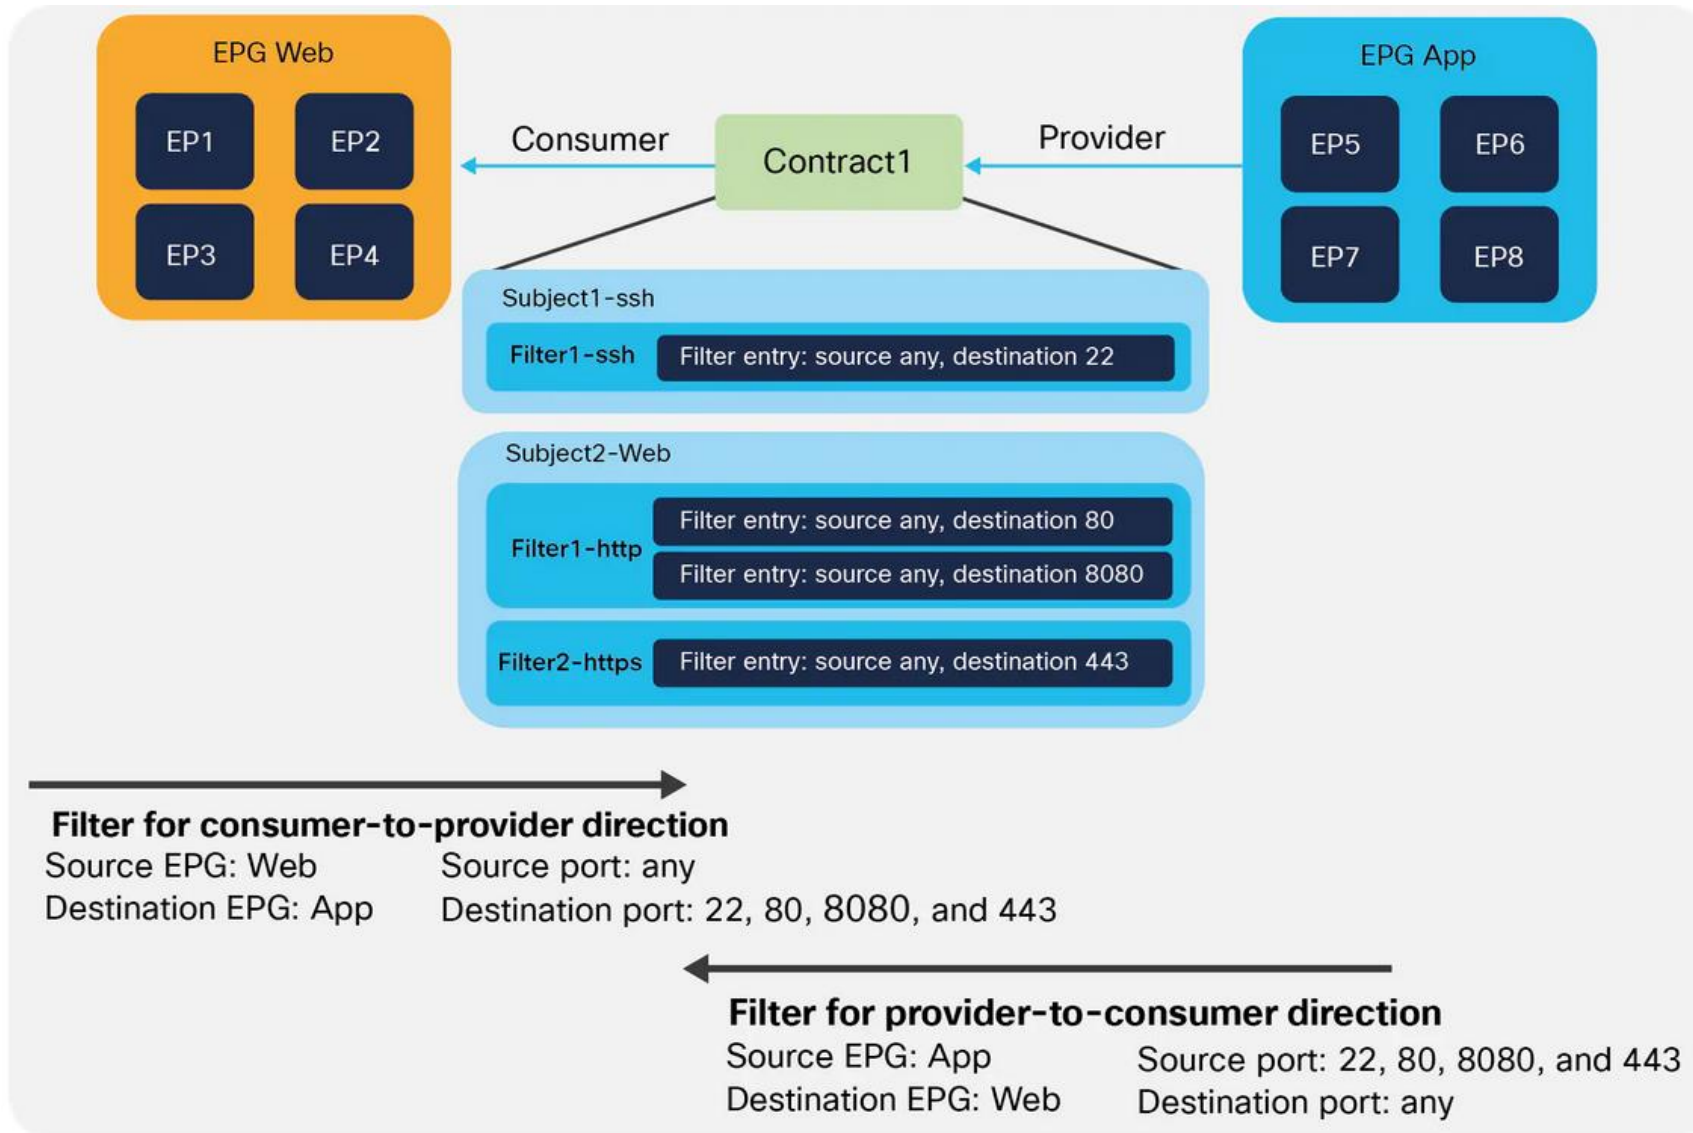 EPG Web
EP1
EP2
EP3
EP4
Consumer
Contract1
Provider
EPG App
EP5
EP6
EP7
EP8
Subject1-ssh
Filter1-ssh
Filter entry: source any, destination 22
Subject2-Web
Filter1-http
Filter entry: source any, destination 80
Filter entry: source any, destination 8080
Filter2-https
Filter entry: source any, destination 443
Filter for consumer-to-provider direction
Source EPG: Web
Source port: any
Destination EPG: App
Destination port: 22, 80, 8080, and 443
Filter for provider-to-consumer direction
Source EPG: App
Source port: 22, 80, 8080, and 443
Destination EPG: Web
Destination port: any